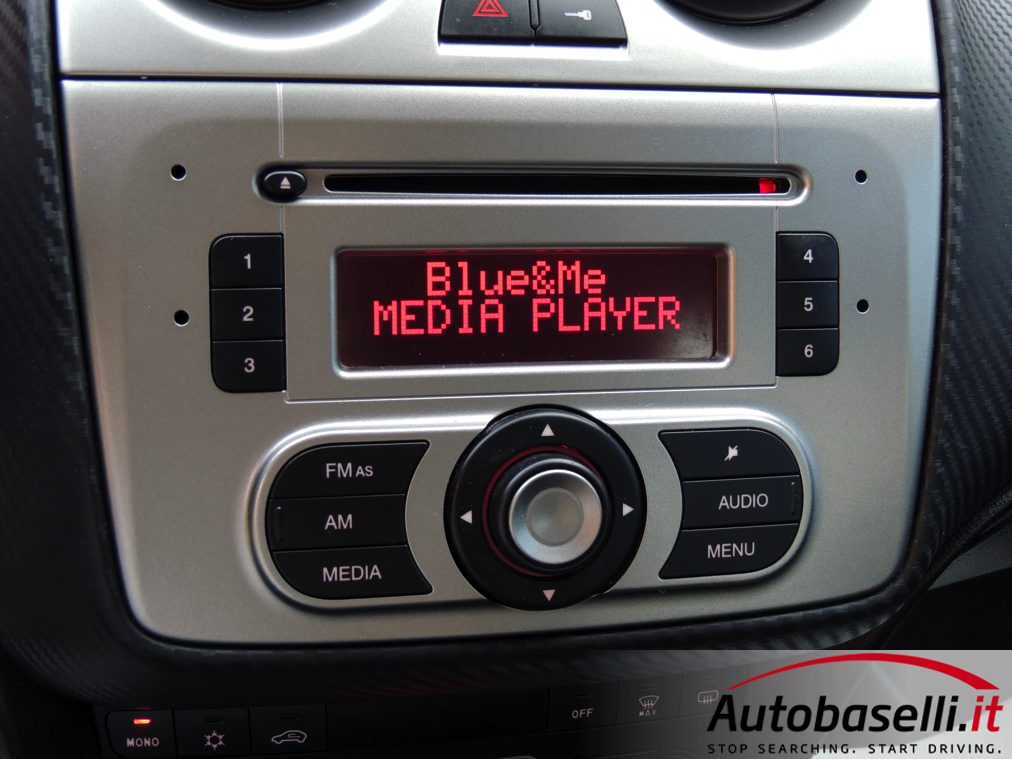 Blue&Me
MEDIA PLAYER
1
2
3
4
5
6
FM AS
AM
MEDIA
AUDIO
MENU
MONO
OFF
MAX
Autobaselli.it
STOP SEARCHING. START DRIVING.